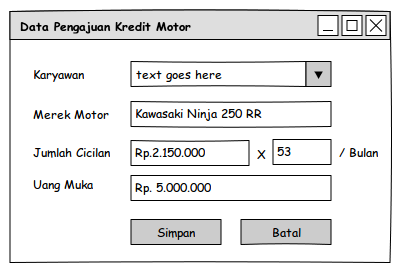 Data Pengajuan Kredit Motor
Karyawan text goes here
Merek Motor Kawasaki Ninja 250 RR
Jumlah Cicilan Rp.2.150.000 X 53 / Bulan
Uang Muka Rp. 5.000.000
Simpan Batal